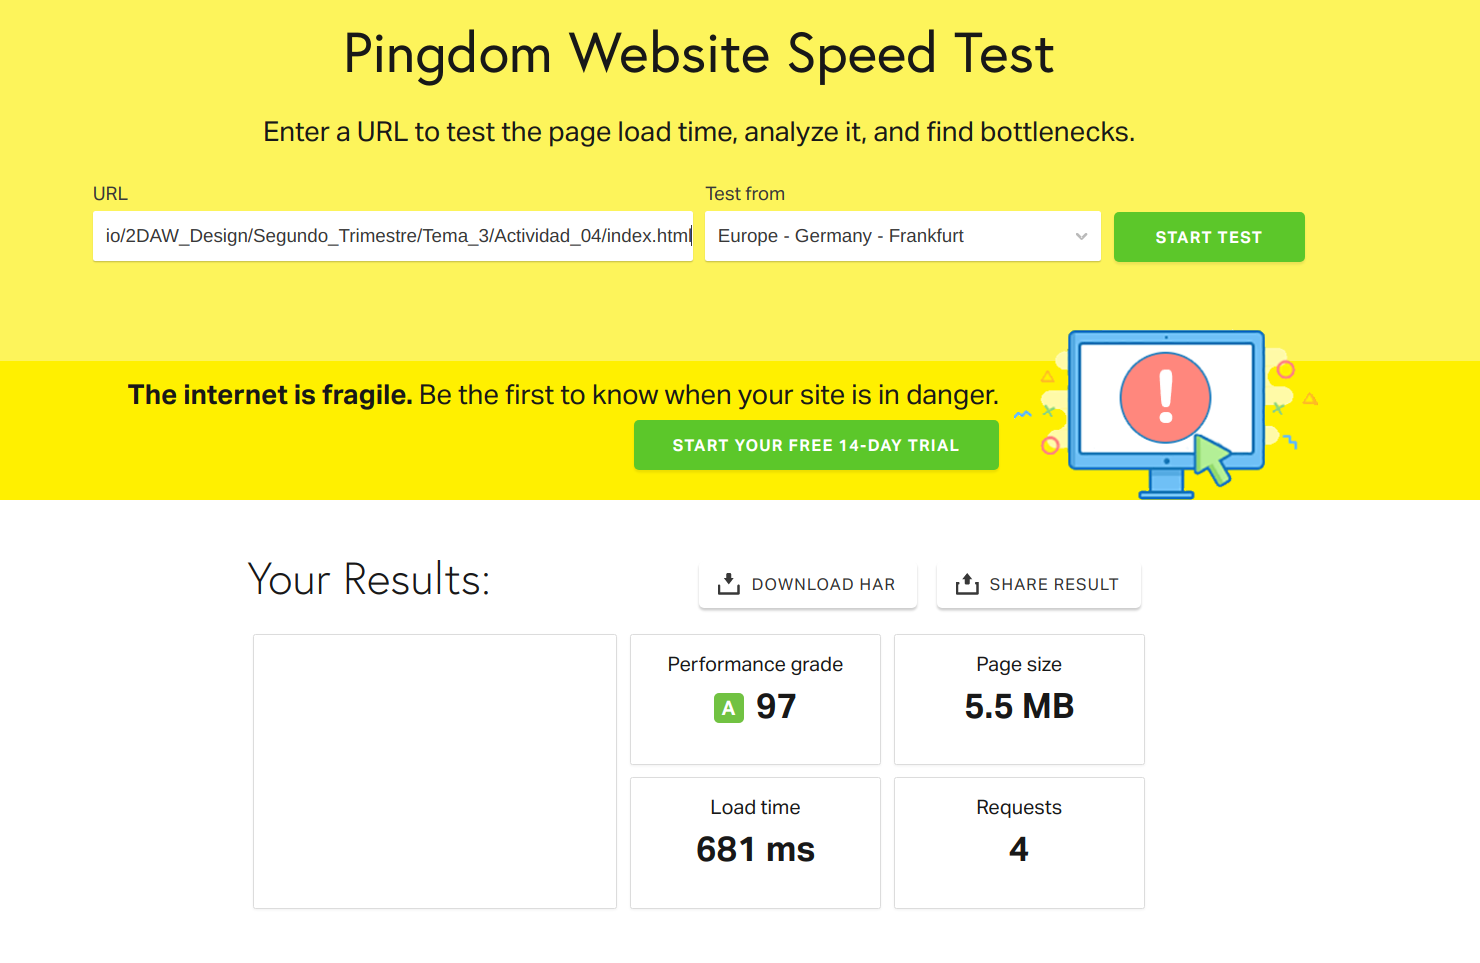 Pingdom Website Speed Test
Enter a URL to test the page load time, analyze it, and find bottlenecks.
URL
Test from
io/2DAW_Design/Segundo_Trimestre/Tema_3/Actividad_04/index.html
Europe - Germany - Frankfurt
START TEST
The internet is fragile. Be the first to know when your site is in danger.
START YOUR FREE 14-DAY TRIAL
!
Your Results:
DOWNLOAD HAR
SHARE RESULT
Performance grade
A 97
Page size
5.5 MB
Load time
681 ms
Requests
4